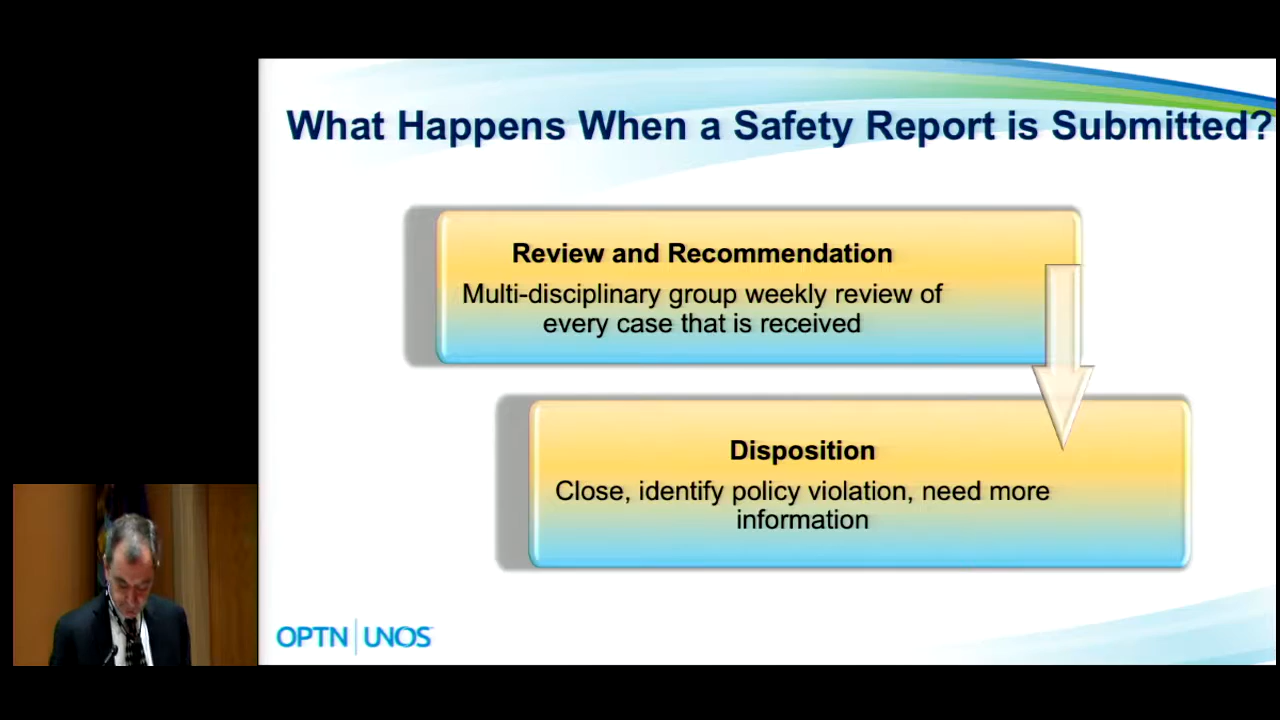 What Happens When a Safety Report is Submitted?
Review and Recommendation
Multi-disciplinary group weekly review of
every case that is received
Disposition
Close, identify policy violation, need more
information
OPTN | UNOS